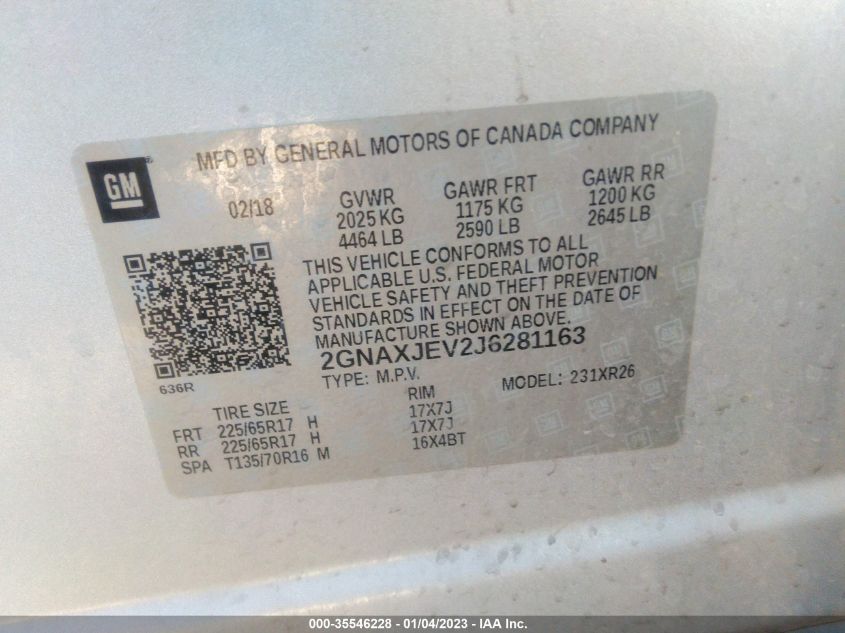 MFD BY GENERAL MOTORS OF CANADA COMPANY
GM ®
02/18
GVWR
2025 KG
4464 LB
GAWR FRT
1175 KG
2590 LB
GAWR RR
1200 KG
2645 LB
THIS VEHICLE CONFORMS TO ALL
APPLICABLE U.S. FEDERAL MOTOR
VEHICLE SAFETY AND THEFT PREVENTION
STANDARDS IN EFFECT ON THE DATE OF
MANUFACTURE SHOWN ABOVE.
2GNAXJEV2J6281163
TYPE: M.P.V.
MODEL: 231XR26
636R
TIRE SIZE RIM
FRT 225/65R17 H 17X7J
RR 225/65R17 H 17X7J
SPA T135/70R16 M 16X4BT
000-35546228 - 01/04/2023 - IAA Inc.